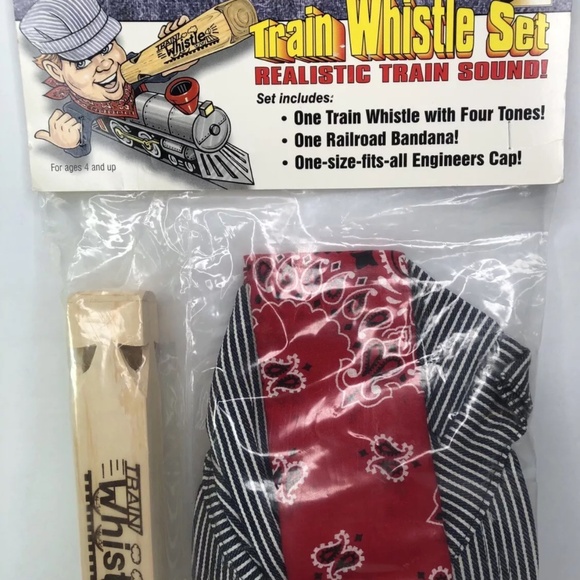 Train Whistle Set
REALISTIC TRAIN SOUND!
Set includes:
• One Train Whistle with Four Tones!
• One Railroad Bandana!
• One-size-fits-all Engineers Cap!
For ages 4 and up
TRAIN
Whistle
TRAIN
Whist